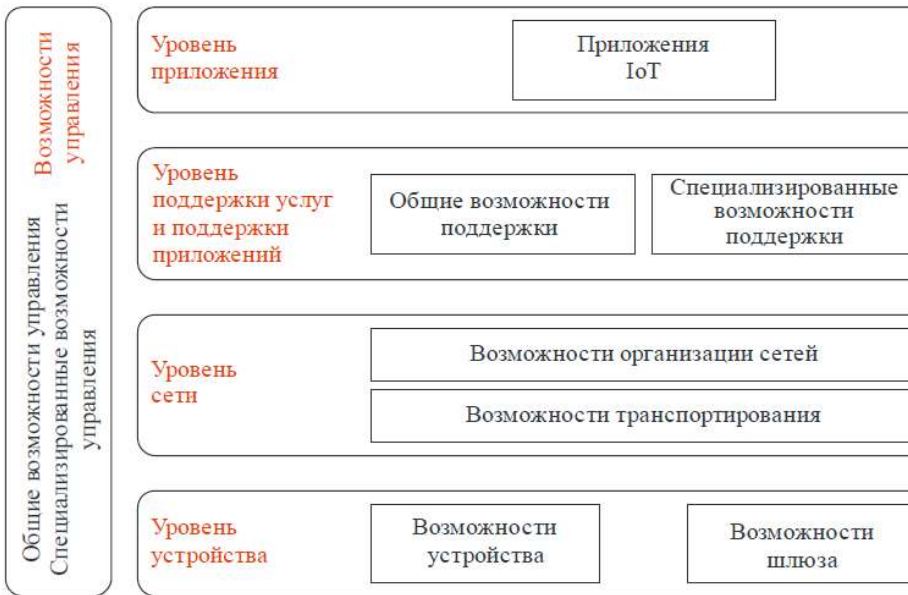 Возможности
управления
Общие возможности управления
Специализированные возможности
управления
Уровень
приложения
Приложения
IoT
Уровень
поддержки услуг
и поддержки
приложений
Общие возможности
поддержки
Специализированные
возможности
поддержки
Уровень
сети
Возможности организации сетей
Возможности транспортирования
Уровень
устройства
Возможности
устройства
Возможности
шлюза